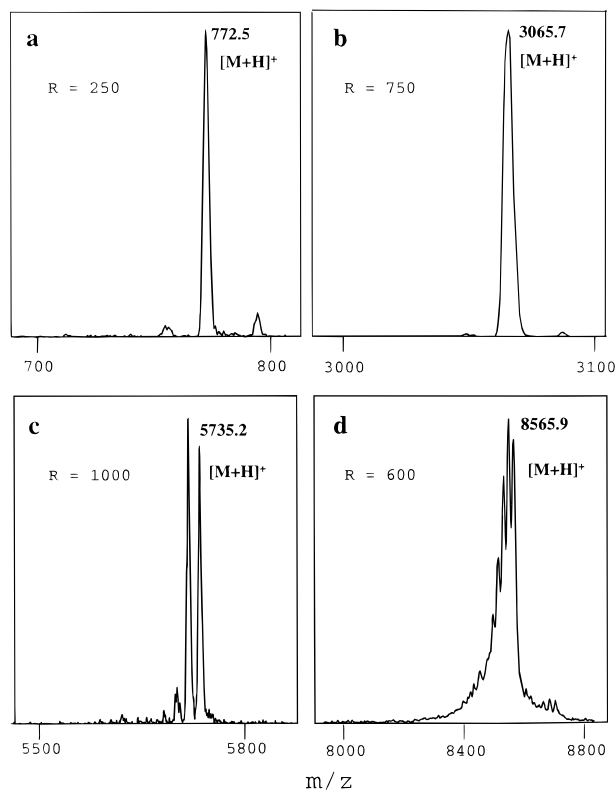 a
772.5
[M+H]+
R = 250
700 800
b
3065.7
[M+H]+
R = 750
3000 3100
c
5735.2
[M+H]+
R = 1000
5500 5800
d
8565.9
[M+H]+
R = 600
8000 8400 8800
m/z